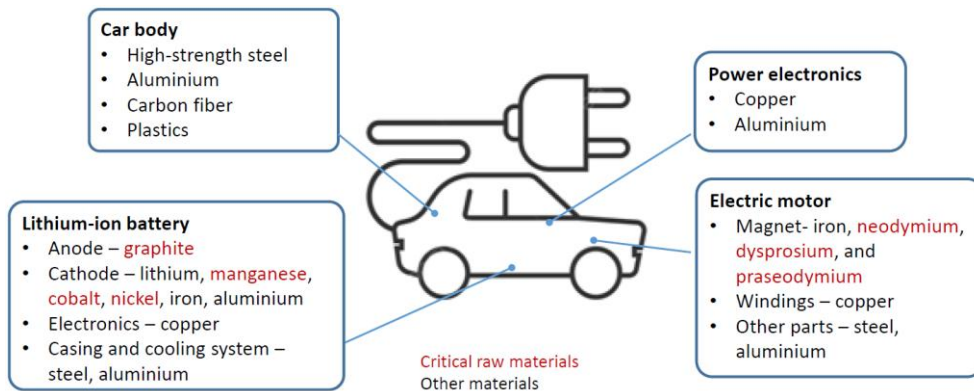 Car body
• High-strength steel
• Aluminium
• Carbon fiber
• Plastics
Power electronics
• Copper
• Aluminium
Lithium-ion battery
• Anode – graphite
• Cathode – lithium, manganese,
cobalt, nickel, iron, aluminium
• Electronics – copper
• Casing and cooling system –
steel, aluminium
Electric motor
• Magnet- iron, neodymium,
dysprosium, and
praseodymium
• Windings – copper
• Other parts – steel,
aluminium
Critical raw materials
Other materials